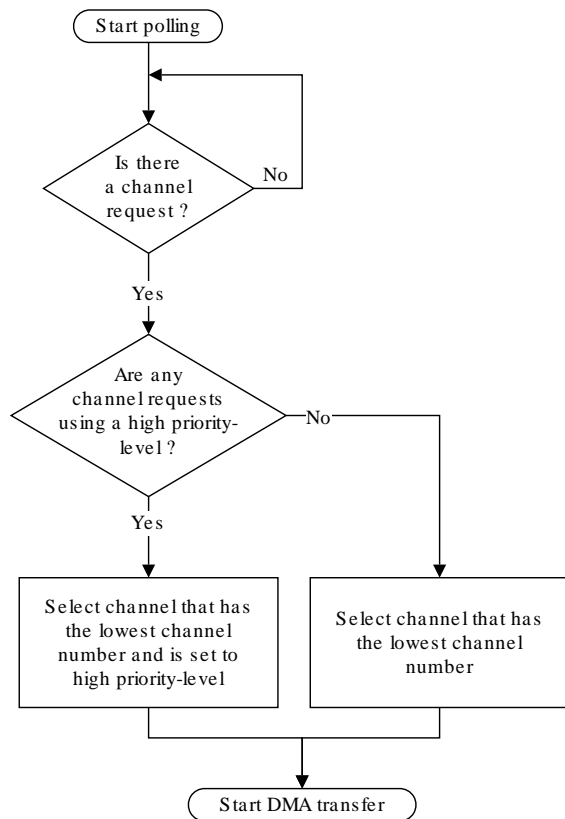 Start polling
Is there
a channel
request ?
No
Yes
Are any
channel requests
using a high priority-
level ?
No
Yes
Select channel that has
the lowest channel
number and is set to
high priority-level
Select channel that has
the lowest channel
number
Start DMA transfer